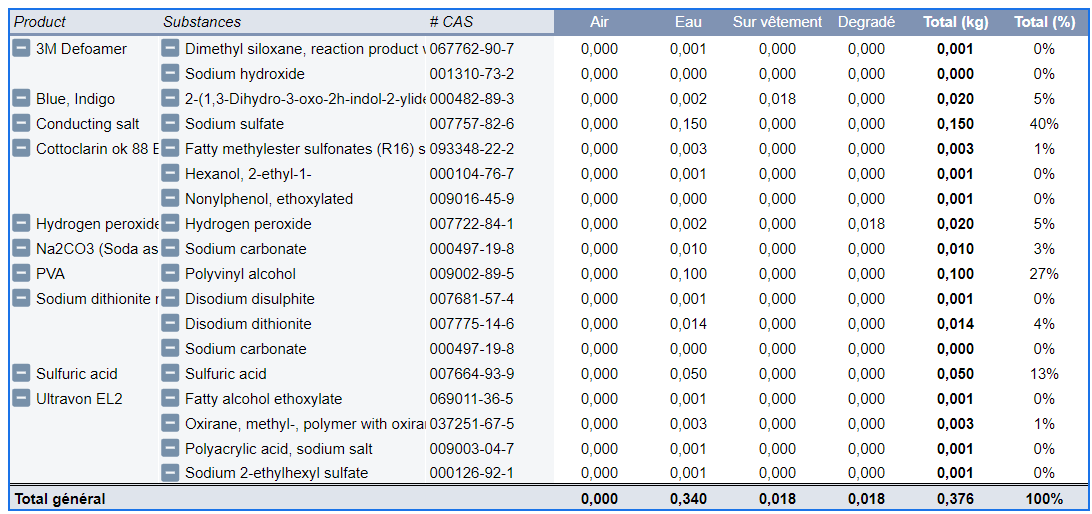 Product Substances # CAS Air Eau Sur vêtement Degradé Total (kg) Total (%)
3M Defoamer Dimethyl siloxane, reaction product 067762-90-7 0,000 0,001 0,000 0,000 0,001 0%
Sodium hydroxide 001310-73-2 0,000 0,000 0,000 0,000 0,000 0%
Blue, Indigo 2-(1,3-Dihydro-3-oxo-2h-indol-2-ylide 000482-89-3 0,000 0,002 0,018 0,000 0,020 5%
Conducting salt Sodium sulfate 007757-82-6 0,000 0,150 0,000 0,000 0,150 40%
Cottoclarin ok 88 E Fatty methylester sulfonates (R16) s 093348-22-2 0,000 0,003 0,000 0,000 0,003 1%
Hexanol, 2-ethyl-1- 000104-76-7 0,000 0,001 0,000 0,000 0,001 0%
Nonylphenol, ethoxylated 009016-45-9 0,000 0,000 0,000 0,000 0,001 0%
Hydrogen peroxide Hydrogen peroxide 007722-84-1 0,000 0,002 0,000 0,018 0,020 5%
Na2CO3 (Soda as Sodium carbonate 000497-19-8 0,000 0,010 0,000 0,000 0,010 3%
PVA Polyvinyl alcohol 009002-89-5 0,000 0,100 0,000 0,000 0,100 27%
Sodium dithionite Disodium disulphite 007681-57-4 0,000 0,001 0,000 0,000 0,001 0%
Disodium dithionite 007775-14-6 0,000 0,014 0,000 0,000 0,014 4%
Sodium carbonate 000497-19-8 0,000 0,000 0,000 0,000 0,000 0%
Sulfuric acid Sulfuric acid 007664-93-9 0,000 0,050 0,000 0,000 0,050 13%
Ultravon EL2 Fatty alcohol ethoxylate 069011-36-5 0,000 0,001 0,000 0,000 0,001 0%
Oxirane, methyl-, polymer with oxira 037251-67-5 0,000 0,003 0,000 0,000 0,003 1%
Polyacrylic acid, sodium salt 009003-04-7 0,000 0,001 0,000 0,000 0,001 0%
Sodium 2-ethylhexyl sulfate 000126-92-1 0,000 0,001 0,000 0,000 0,001 0%
Total général 0,000 0,340 0,018 0,018 0,376 100%